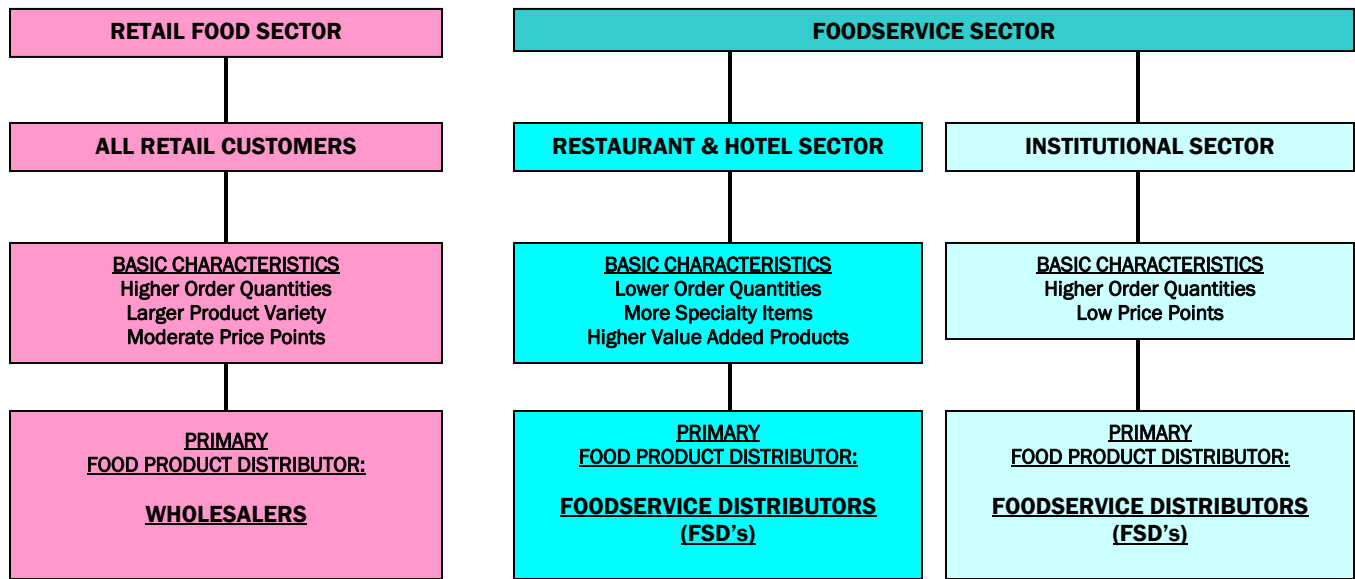 RETAIL FOOD SECTOR
FOODSERVICE SECTOR
ALL RETAIL CUSTOMERS
RESTAURANT & HOTEL SECTOR
INSTITUTIONAL SECTOR
BASIC CHARACTERISTICS
Higher Order Quantities
Larger Product Variety
Moderate Price Points
BASIC CHARACTERISTICS
Lower Order Quantities
More Specialty Items
Higher Value Added Products
BASIC CHARACTERISTICS
Higher Order Quantities
Low Price Points
PRIMARY
FOOD PRODUCT DISTRIBUTOR:
WHOLESALERS
PRIMARY
FOOD PRODUCT DISTRIBUTOR:
FOODSERVICE DISTRIBUTORS
(FSD’s)
PRIMARY
FOOD PRODUCT DISTRIBUTOR:
FOODSERVICE DISTRIBUTORS
(FSD’s)